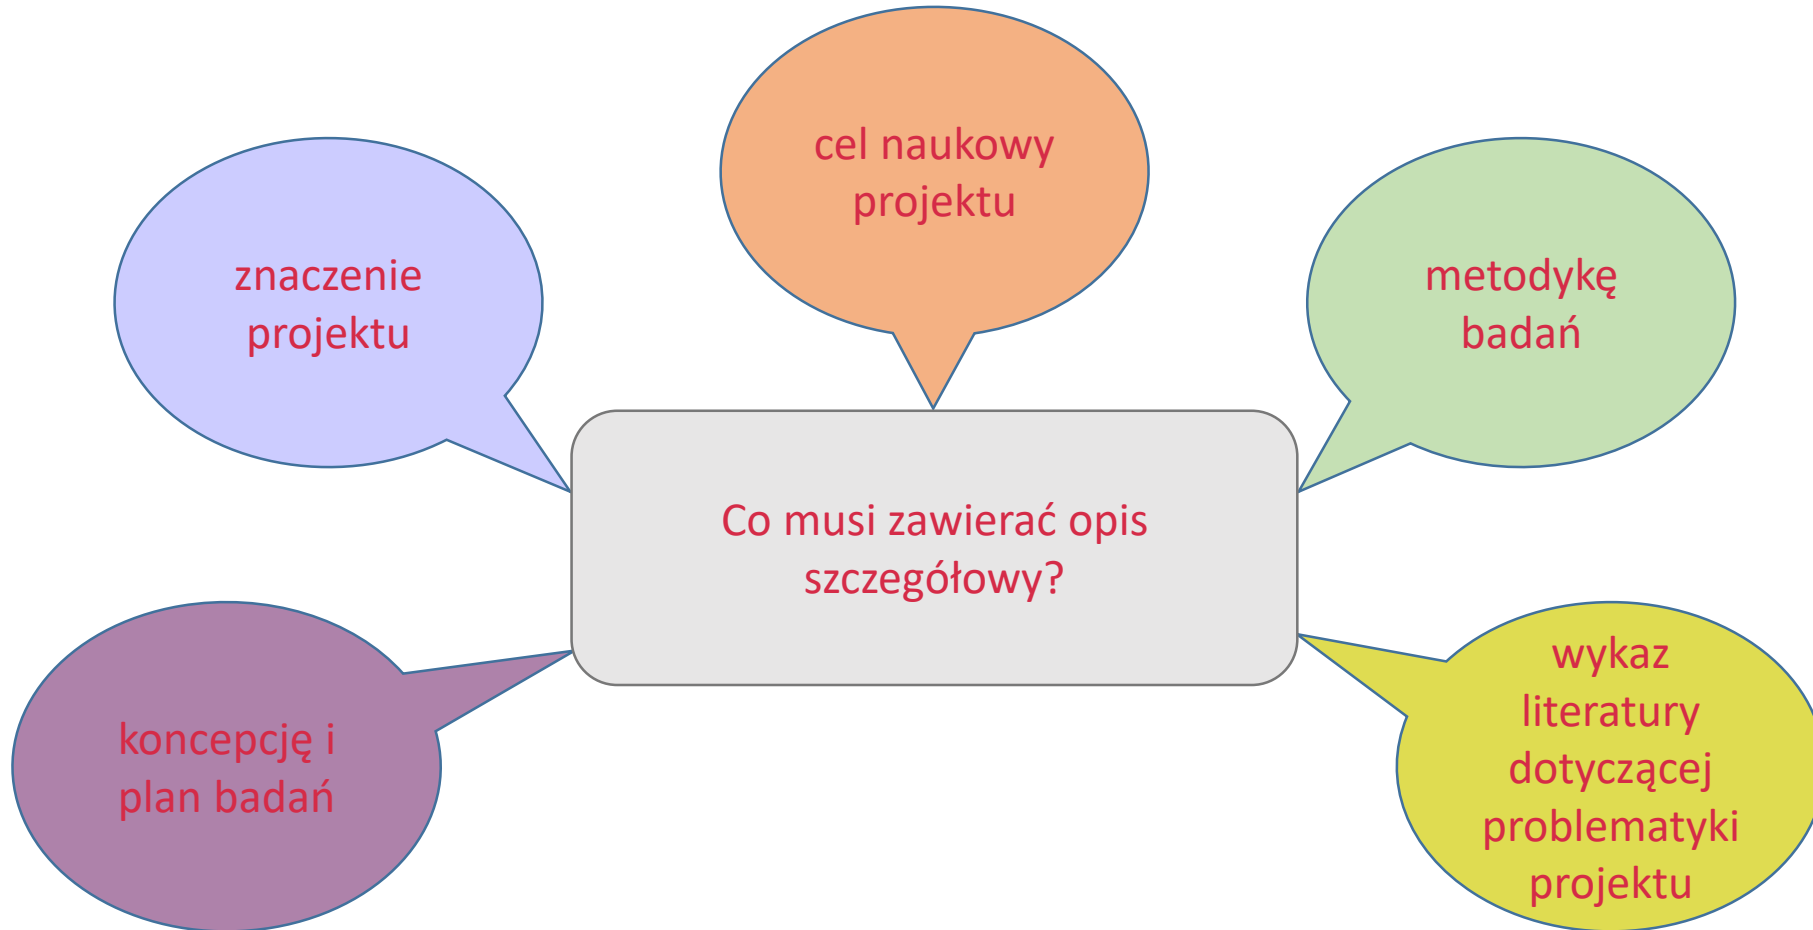 cel naukowy
projektu
znaczenie
projektu
metodykę
badań
Co musi zawierać opis
szczegółowy?
koncepcję i
plan badań
wykaz
literatury
dotyczącej
problematyki
projektu